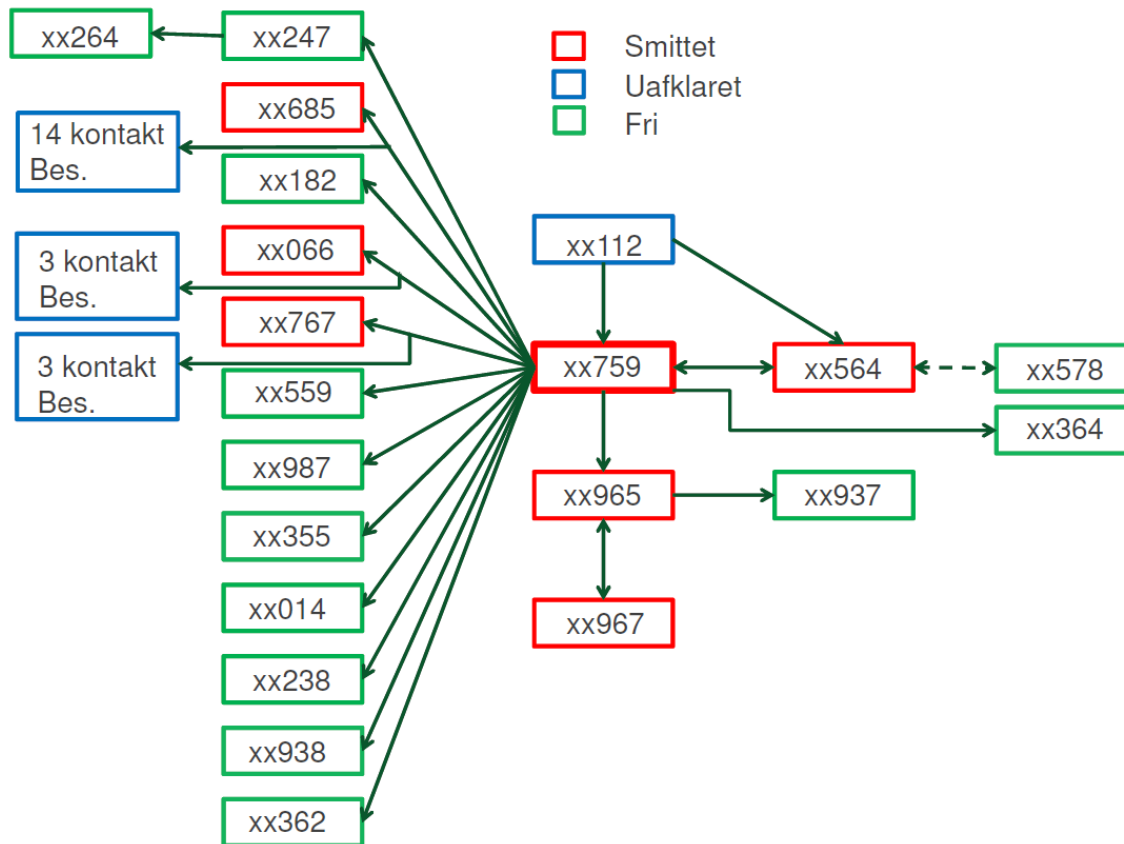 xx264
xx247
Smittet
xx685
Uafklaret
Fri
14 kontakt
Bes.
xx182
xx066
xx112
3 kontakt
Bes.
xx767
xx759
xx564
xx578
3 kontakt
Bes.
xx559
xx364
xx987
xx965
xx937
xx355
xx014
xx967
xx238
xx938
xx362